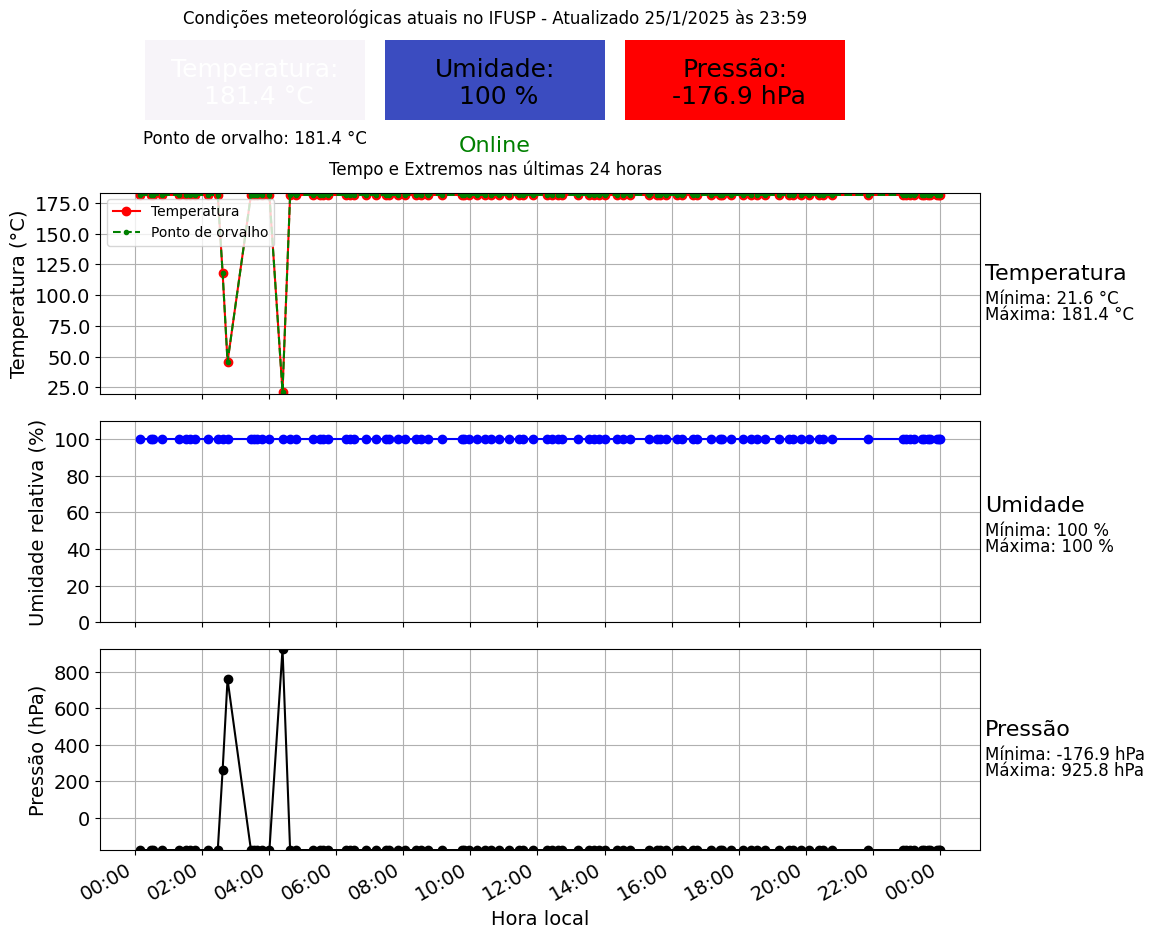 Condições meteorológicas atuais no IFUSP - Atualizado 25/1/2025 às 23:59
Temperatura:
181.4 °C
Umidade:
100 %
Pressão:
-176.9 hPa
Ponto de orvalho: 181.4 °C
Online
Tempo e Extremos nas últimas 24 horas
Temperatura (°C)
175.0
150.0
125.0
100.0
75.0
50.0
25.0
Temperatura
Ponto de orvalho
Temperatura
Mínima: 21.6 °C
Máxima: 181.4 °C
Umidade relativa (%)
100
80
60
40
20
0
Umidade
Mínima: 100 %
Máxima: 100 %
Pressão (hPa)
800
600
400
200
0
Pressão
Mínima: -176.9 hPa
Máxima: 925.8 hPa
00:00 02:00 04:00 06:00 08:00 10:00 12:00 14:00 16:00 18:00 20:00 22:00 00:00
Hora local